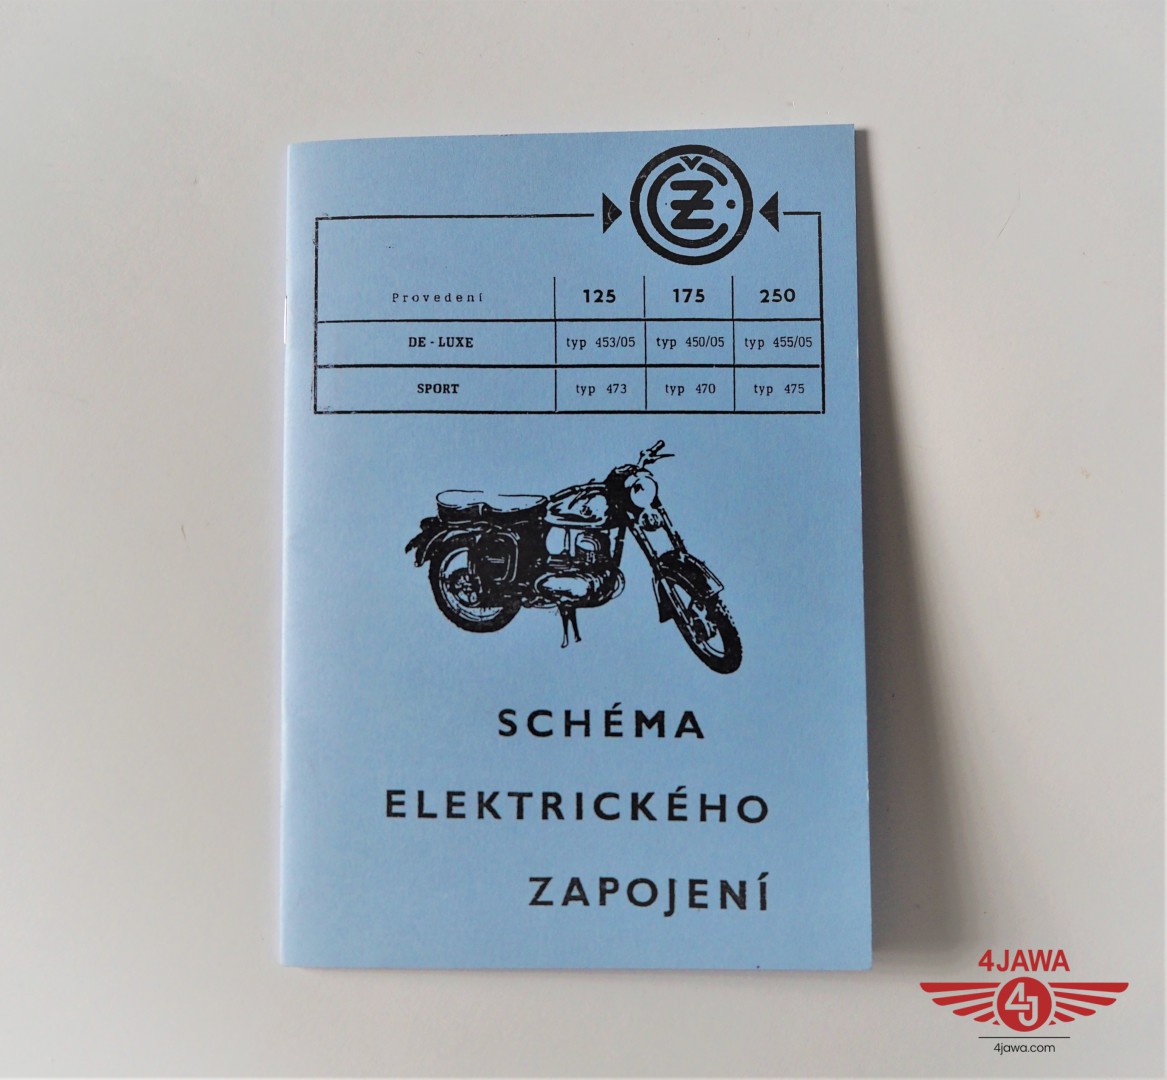 ČZ
Provedení 125 175 250
DE - LUXE typ 453/05 typ 450/05 typ 455/05
SPORT typ 473 typ 470 typ 475
SCHÉMA
ELEKTRICKÉHO
ZAPOJENÍ
4JAWA
4J
4jawa.com